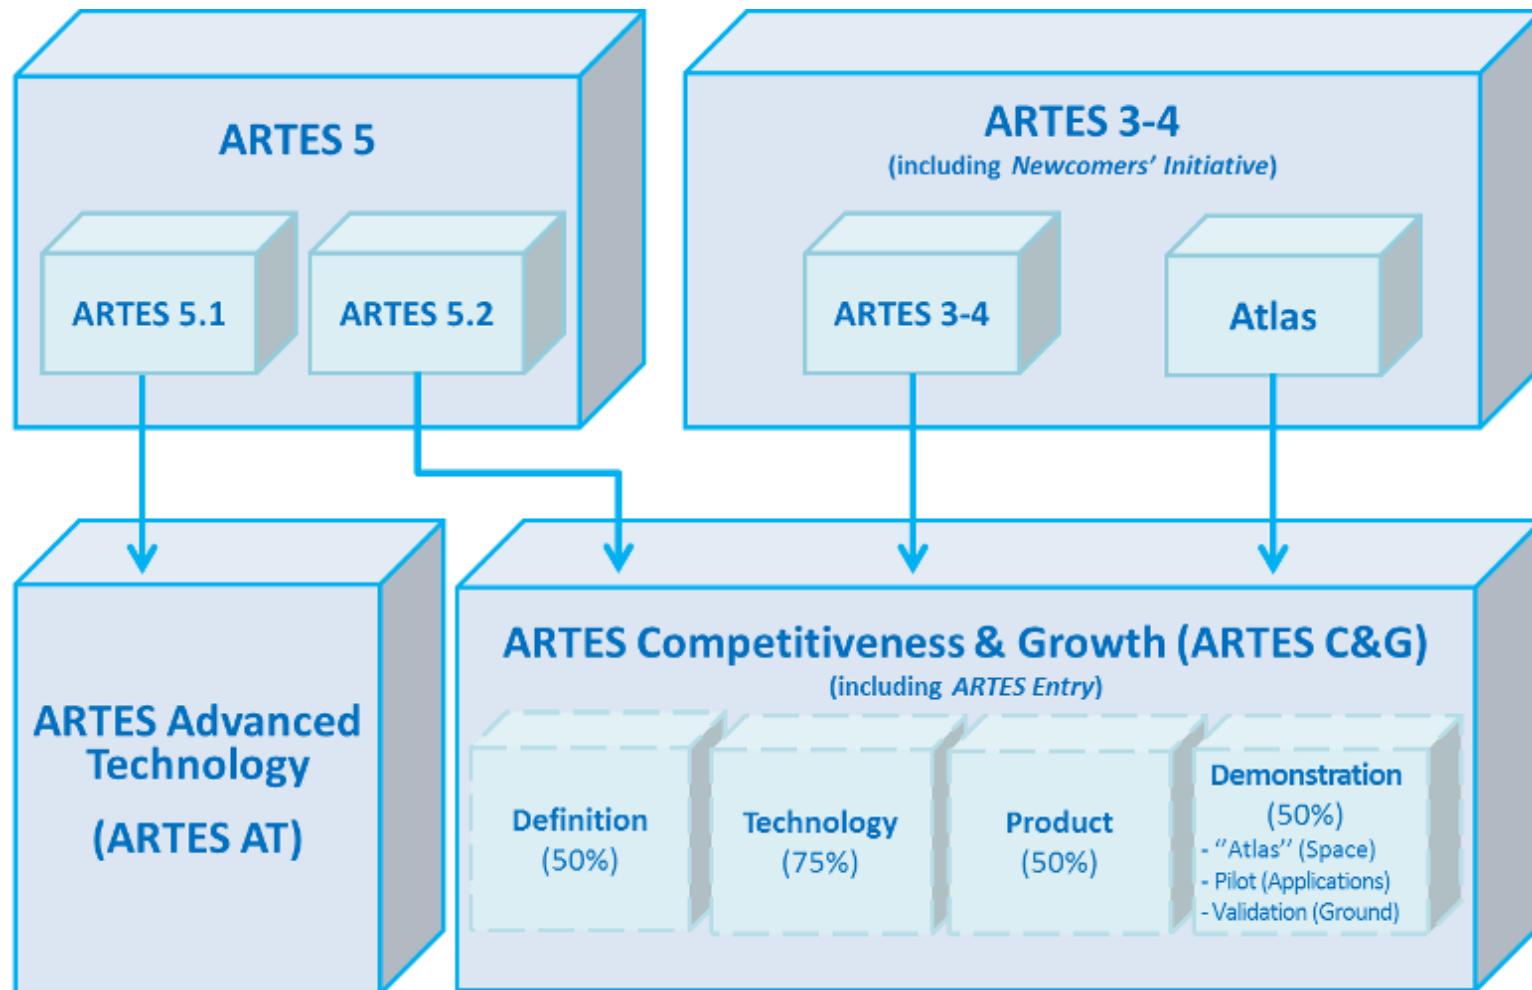 ARTES 5
ARTES 5.1
ARTES 5.2
ARTES 3-4
(including Newcomers' Initiative)
ARTES 3-4
Atlas
ARTES Advanced
Technology
(ARTES AT)
ARTES Competitiveness & Growth (ARTES C&G)
(including ARTES Entry)
Definition
(50%)
Technology
(75%)
Product
(50%)
Demonstration
(50%)
- "Atlas" (Space)
- Pilot (Applications)
- Validation (Ground)